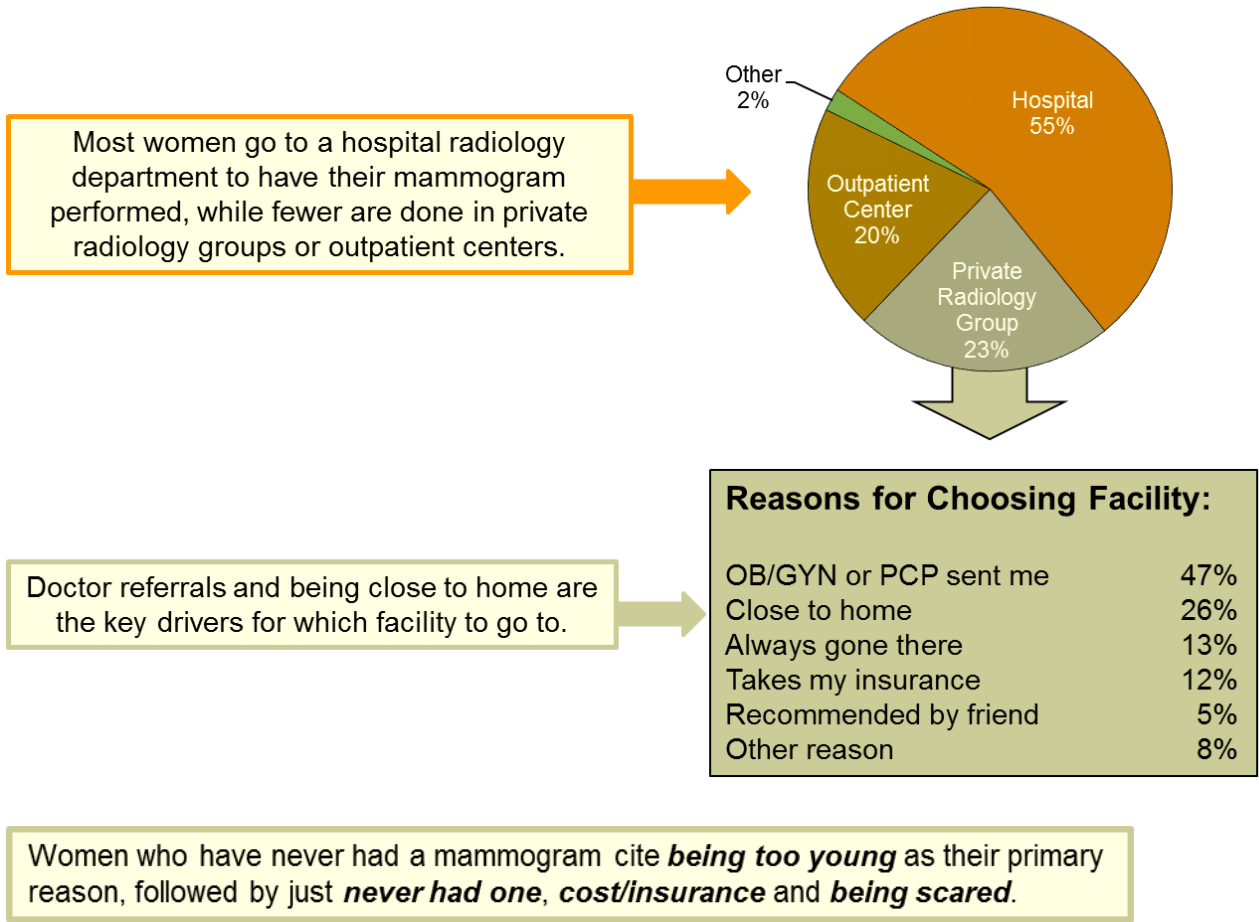 Most women go to a hospital radiology
department to have their mammogram
performed, while fewer are done in private
radiology groups or outpatient centers.
Other
2%
Hospital
55%
Outpatient
Center
20%
Private
Radiology
Group
23%
Doctor referrals and being close to home are
the key drivers for which facility to go to.
Reasons for Choosing Facility:
OB/GYN or PCP sent me 47%
Close to home 26%
Always gone there 13%
Takes my insurance 12%
Recommended by friend 5%
Other reason 8%
Women who have never had a mammogram cite being too young as their primary
reason, followed by just never had one, cost/insurance and being scared.